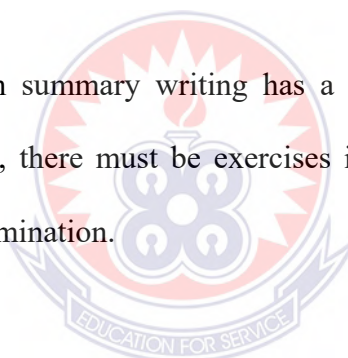 n summary writing has a
, there must be exercises i
mination.
EDUCATION FOR SERVICE